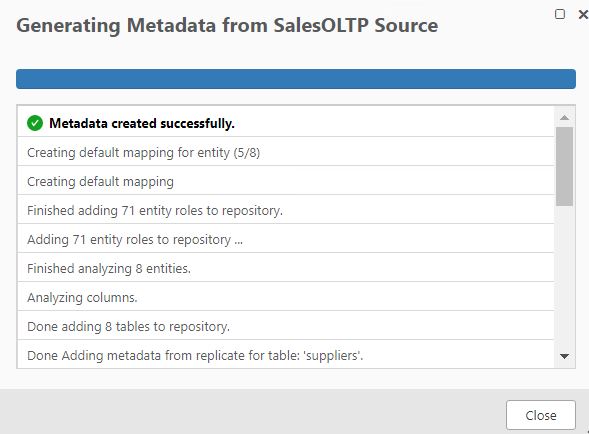 Generating Metadata from SalesOLTP Source
Metadata created successfully.
Creating default mapping for entity (5/8)
Creating default mapping
Finished adding 71 entity roles to repository.
Adding 71 entity roles to repository ...
Finished analyzing 8 entities.
Analyzing columns.
Done adding 8 tables to repository.
Done Adding metadata from replicate for table: 'suppliers'.
Close